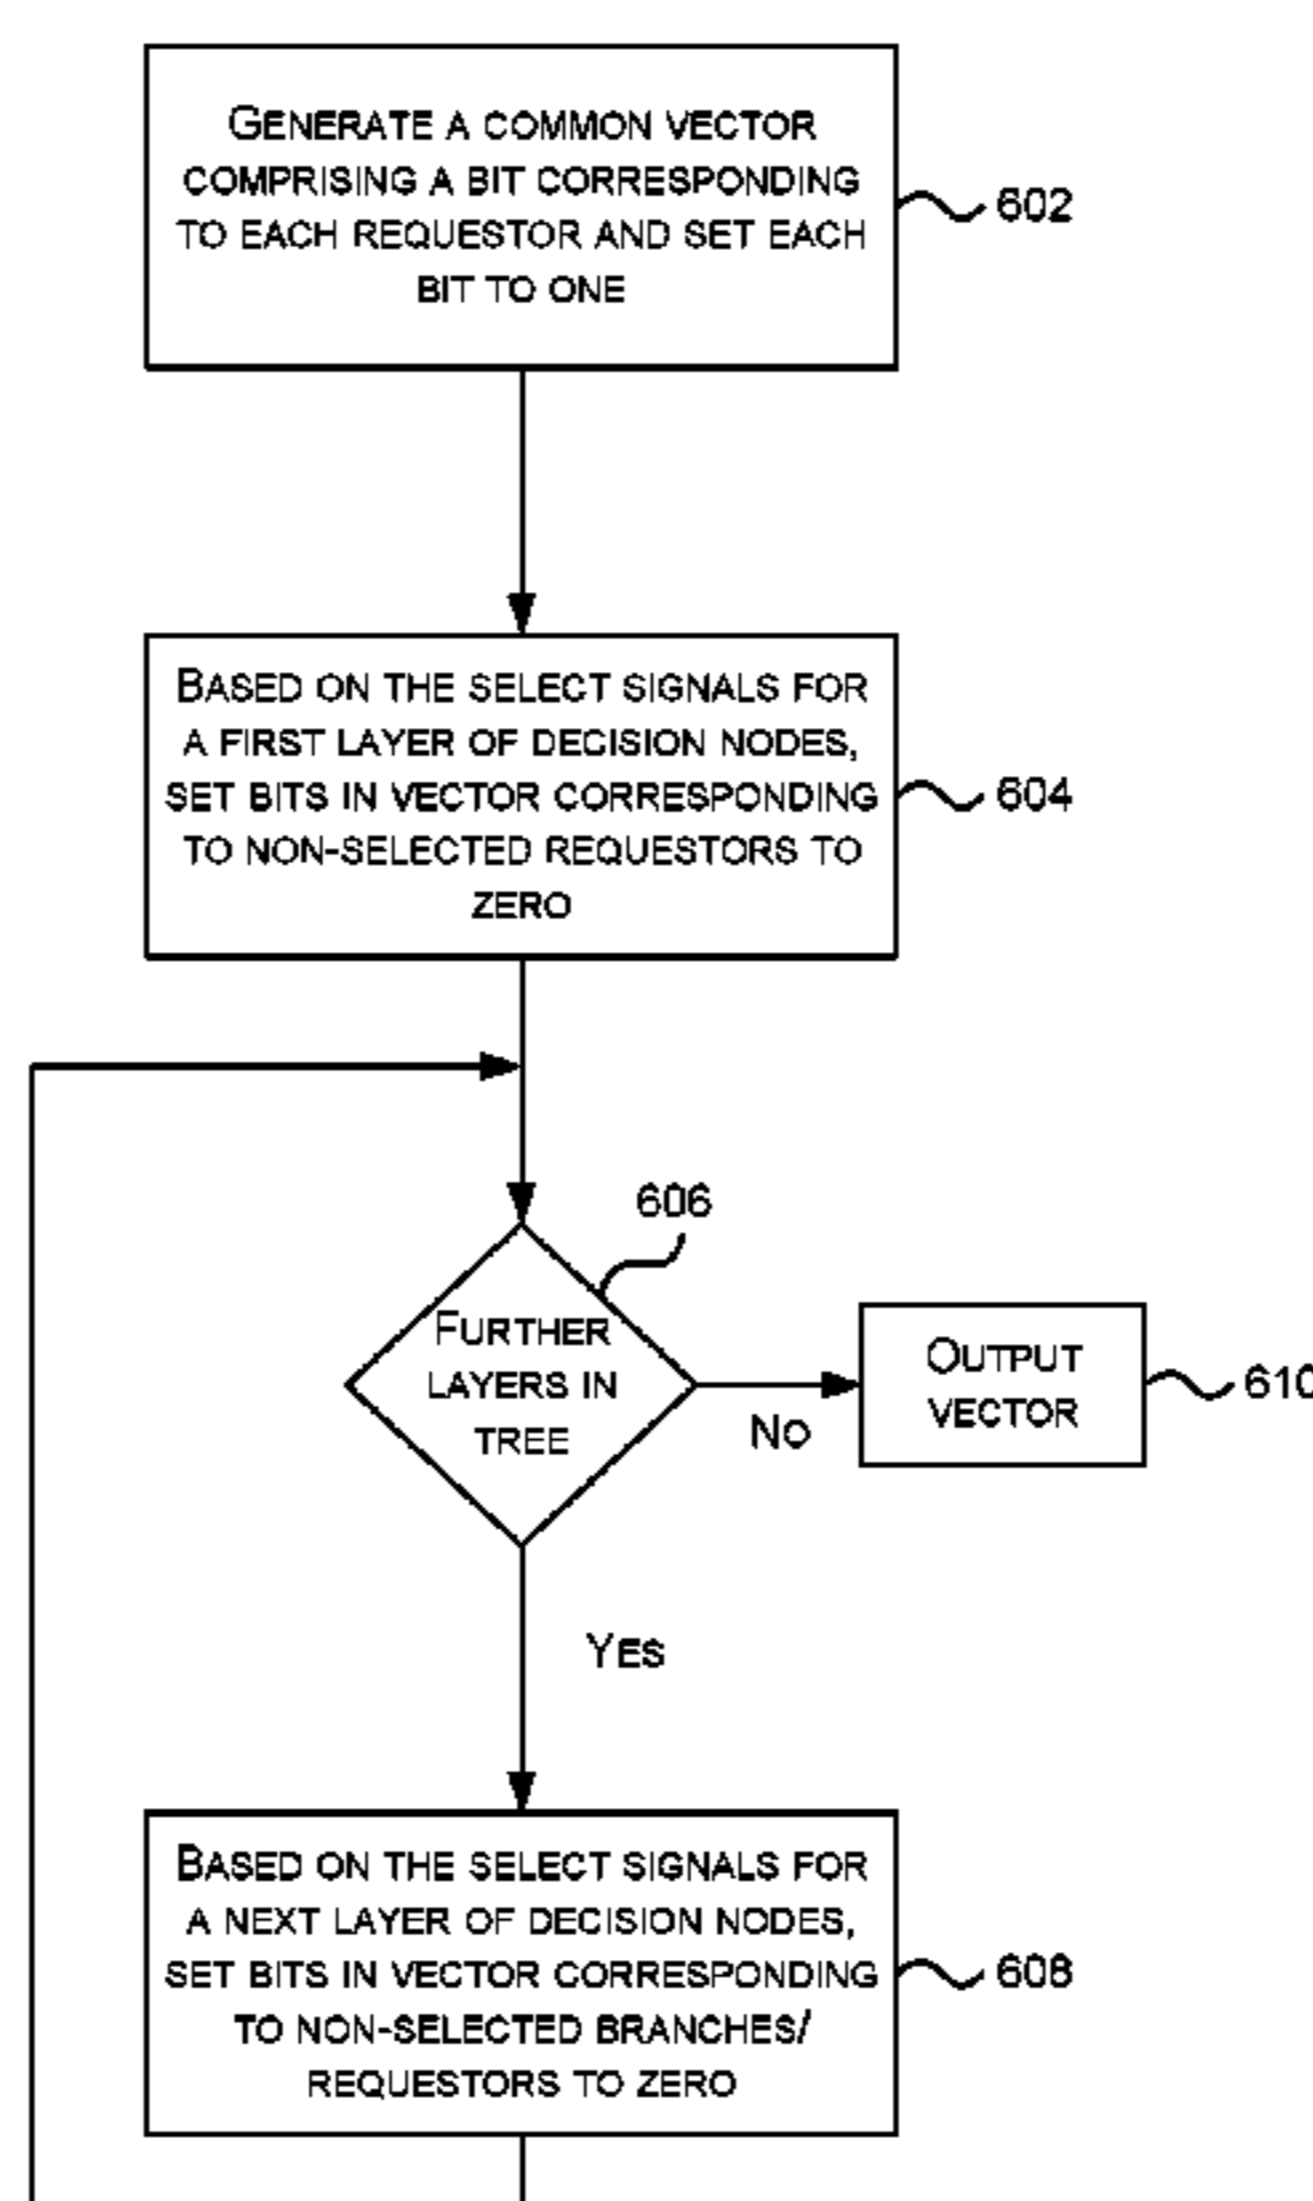 GENERATE A COMMON VECTOR
COMPRISING A BIT CORRESPONDING
TO EACH REQUESTOR AND SET EACH
BIT TO ONE
602
BASED ON THE SELECT SIGNALS FOR
A FIRST LAYER OF DECISION NODES,
SET BITS IN VECTOR CORRESPONDING
TO NON-SELECTED REQUESTORS TO
ZERO
604
606
FURTHER
LAYERS IN
TREE
NO
OUTPUT
VECTOR
610
YES
BASED ON THE SELECT SIGNALS FOR
A NEXT LAYER OF DECISION NODES,
SET BITS IN VECTOR CORRESPONDING
TO NON-SELECTED BRANCHES/
REQUESTORS TO ZERO
608